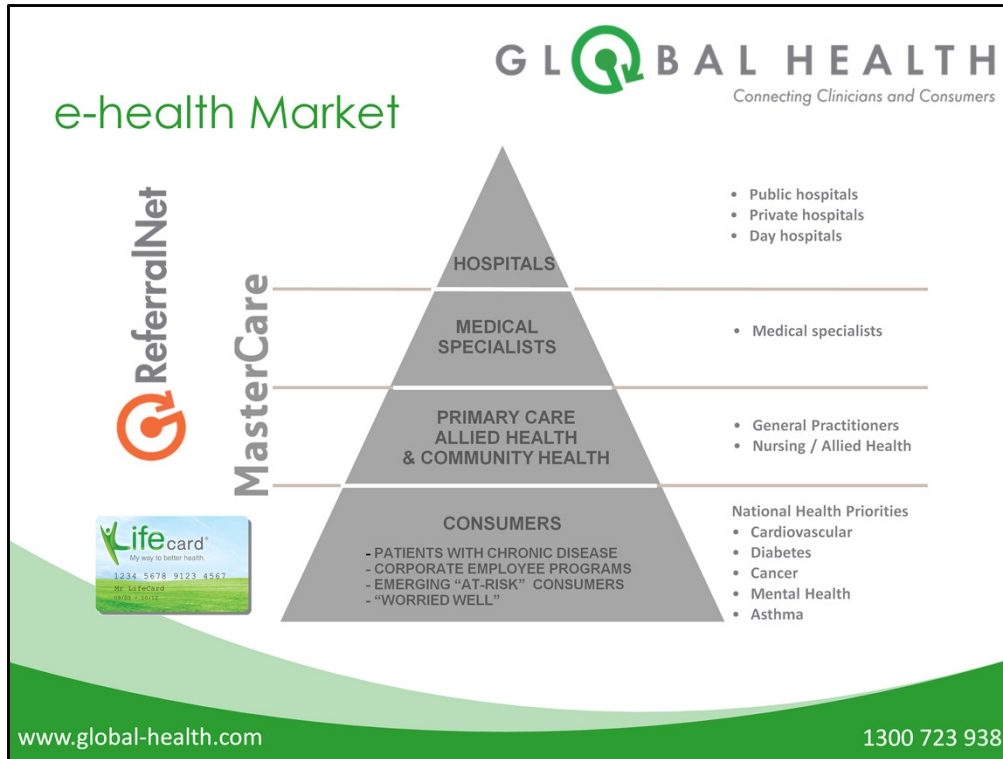 GLOBAL HEALTH
Connecting Clinicians and Consumers
e-health Market
ReferralNet
MasterCare
HOSPITALS
• Public hospitals
• Private hospitals
• Day hospitals
MEDICAL
SPECIALISTS
• Medical specialists
PRIMARY CARE
ALLIED HEALTH
& COMMUNITY HEALTH
• General Practitioners
• Nursing / Allied Health
CONSUMERS
- PATIENTS WITH CHRONIC DISEASE
- CORPORATE EMPLOYEE PROGRAMS
- EMERGING “AT-RISK” CONSUMERS
- “WORRIED WELL”
National Health Priorities
• Cardiovascular
• Diabetes
• Cancer
• Mental Health
• Asthma
Lifecard®
My way to better health.
1234 5678 9123 4567
Mr LifeCard
www.global-health.com
1300 723 938